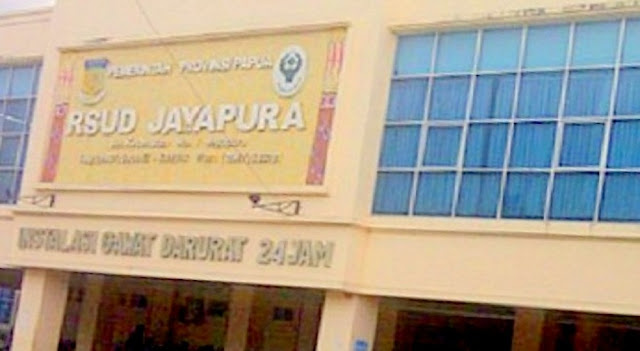 PEMERINTAH PROVINSI PAPUA
RSUD JAYAPURA
INSTALASI GAWAT DARURAT 24 JAM